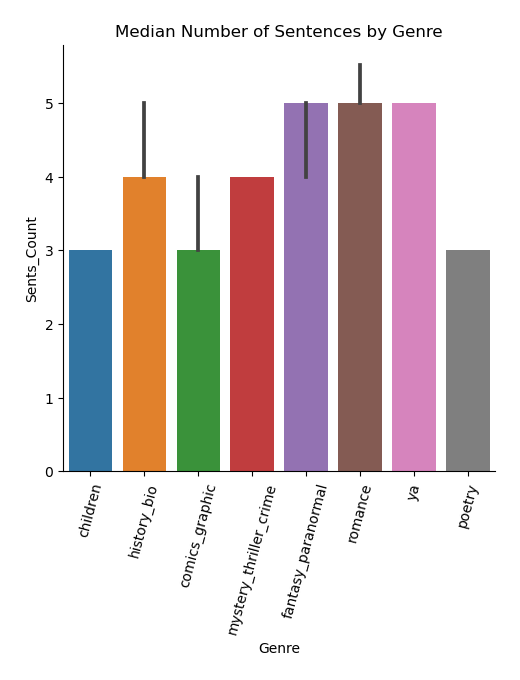 Median Number of Sentences by Genre
Sents_Count
5
4
3
2
1
0
children
history_bio
comics_graphic
mystery_thriller_crime
fantasy_paranormal
romance
ya
poetry
Genre